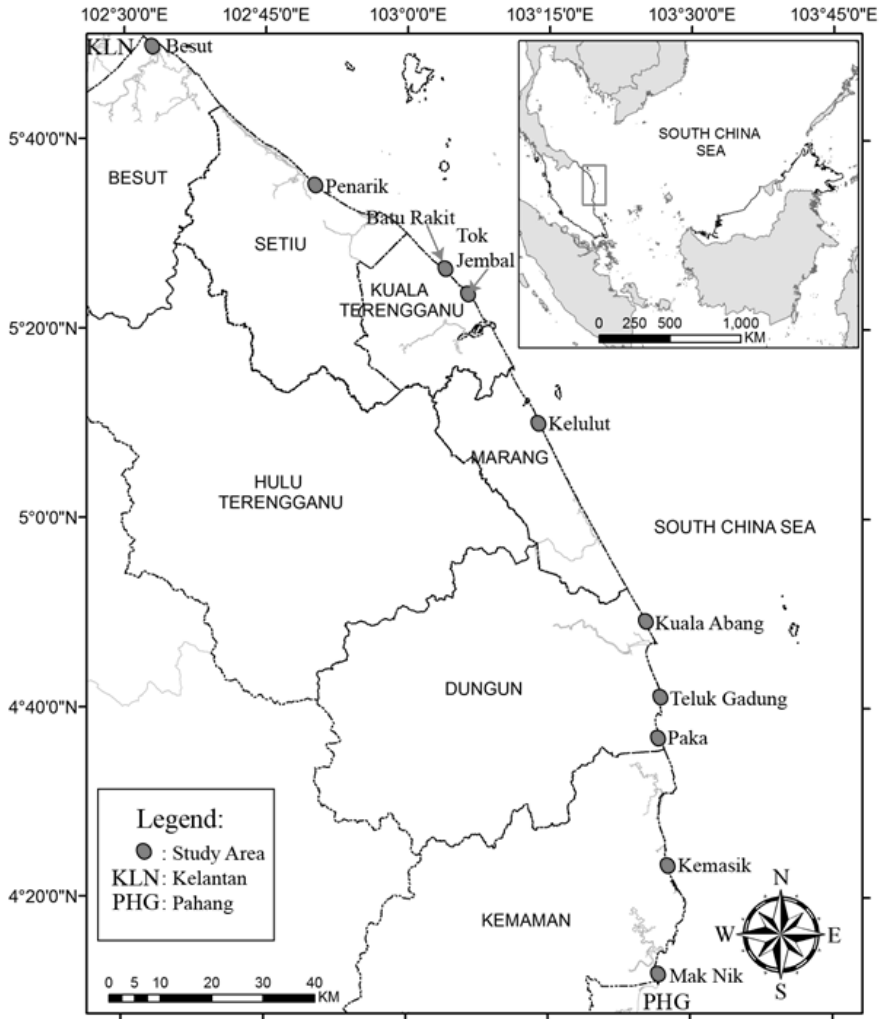 102°30'0"E 102°45'0"E 103°0'0"E 103°15'0"E 103°30'0"E 103°45'0"E
KLN
Besut
SOUTH CHINA
SEA
5°40'0"N
BESUT
Penarik
Batu Rakit
Tok
Jembal
SETIU
KUALA
TERENGGANU
5°20'0"N
0 250 500 1,000
KM
Kelulut
MARANG
HULU
TERENGGANU
5°0'0"N
SOUTH CHINA SEA
Kuala Abang
DUNGUN
Teluk Gadung
4°40'0"N
Paka
Legend:
: Study Area
KLN: Kelantan
PHG: Pahang
Kemasik
4°20'0"N
KEMAMAN
N
W E
S
Mak Nik
0 5 10 20 30 40
KM
PHG